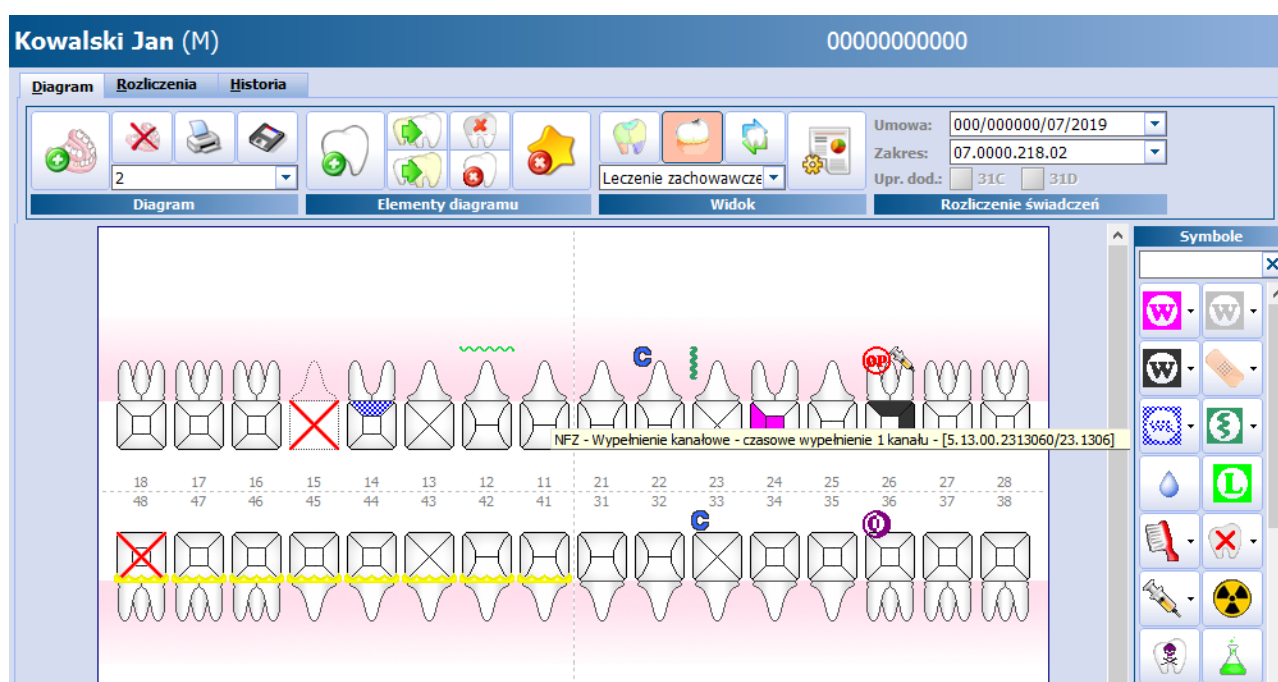 Kowalski Jan (M) 00000000000
Diagram Rozliczenia Historia
Umowa: 000/000000/07/2019
Zakres: 07.0000.218.02
2 Leczenie zachowawcze Upr. dod.: 31C 31D
Diagram Elementy diagramu Widok Rozliczenie świadczeń
Symbole
W W
C OP
W
NFZ - Wypełnienie kanałowe - czasowe wypełnienie 1 kanału - [5.13.00.2313060/23.1306]
WK
18 17 16 15 14 13 12 11 21 22 23 24 25 26 27 28
L
48 47 46 45 44 43 42 41 31 32 33 34 35 36 37 38
C Q